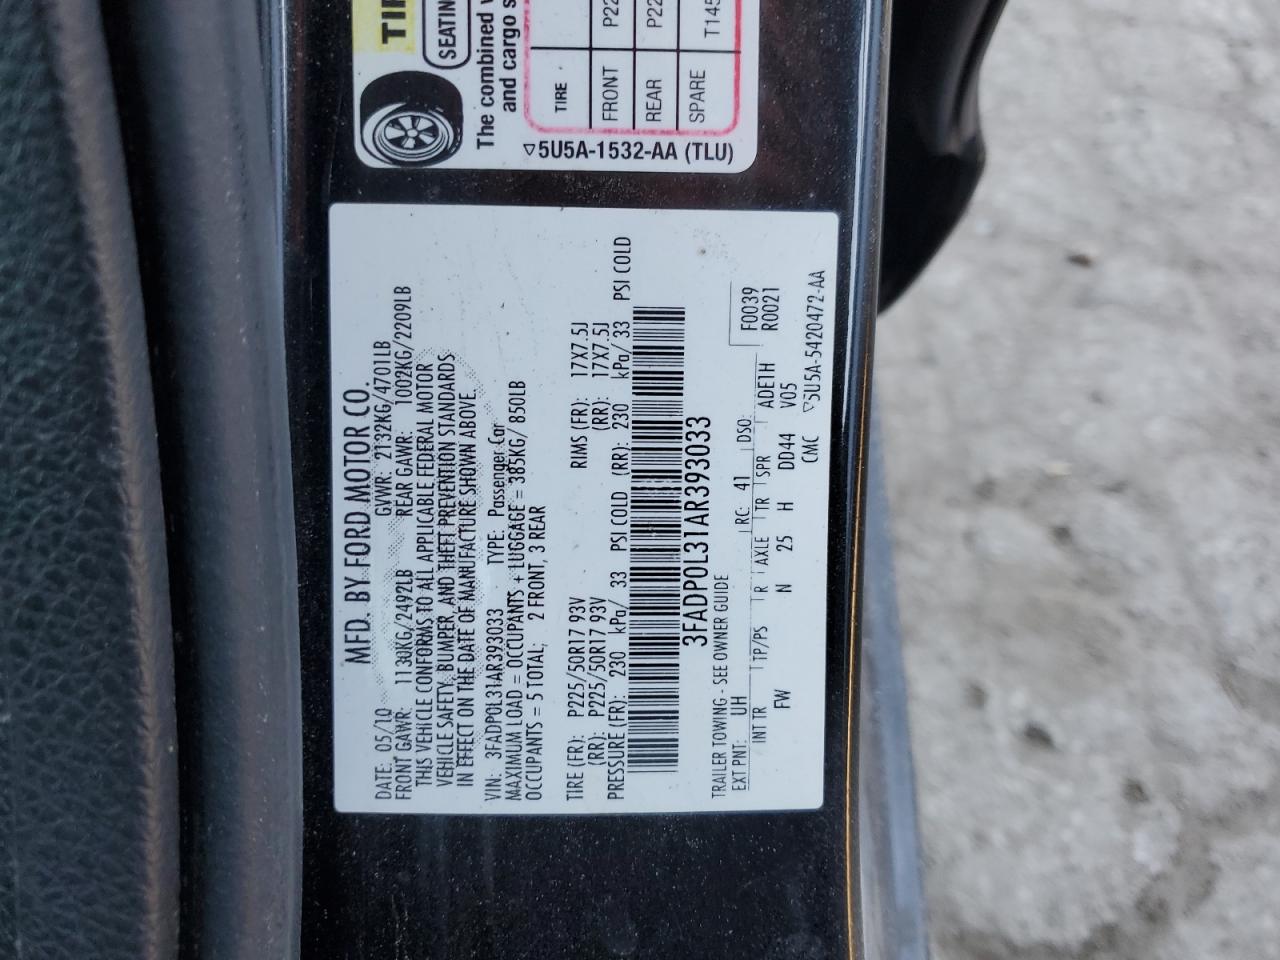 MFD. BY FORD MOTOR CO.
DATE: 05/10 GVWR: 2132KG/4701LB
FRONT GAWR: 1130KG/2492LB REAR GAWR: 1002KG/2209LB
THIS VEHICLE CONFORMS TO ALL APPLICABLE FEDERAL MOTOR
VEHICLE SAFETY, BUMPER, AND THEFT PREVENTION STANDARDS
IN EFFECT ON THE DATE OF MANUFACTURE SHOWN ABOVE.
VIN: 3FADP0L31AR393033 TYPE: Passenger Car
MAXIMUM LOAD = OCCUPANTS + LUGGAGE = 385KG/ 850LB
OCCUPANTS = 5 TOTAL; 2 FRONT, 3 REAR
TIRE (FR): P225/50R17 93V RIMS (FR): 17X7.5J
(RR): P225/50R17 93V (RR): 17X7.5J
PRESSURE (FR): 230 kPa/ 33 PSI COLD (RR): 230 kPa/ 33 PSI COLD
3FADP0L31AR393033
TRAILER TOWING - SEE OWNER GUIDE F0039
EXT PNT: UH RC: 41 DSO: R0021
INT TR TP/PS R AXLE TR SPR ADE1H
FW N 25 H DD44 V05
CMC ▽5U5A-5420472-AA
TIR
SEATIN
The combined w
and cargo s
TIRE
FRONT P22
REAR P22
SPARE T145
▽5U5A-1532-AA (TLU)